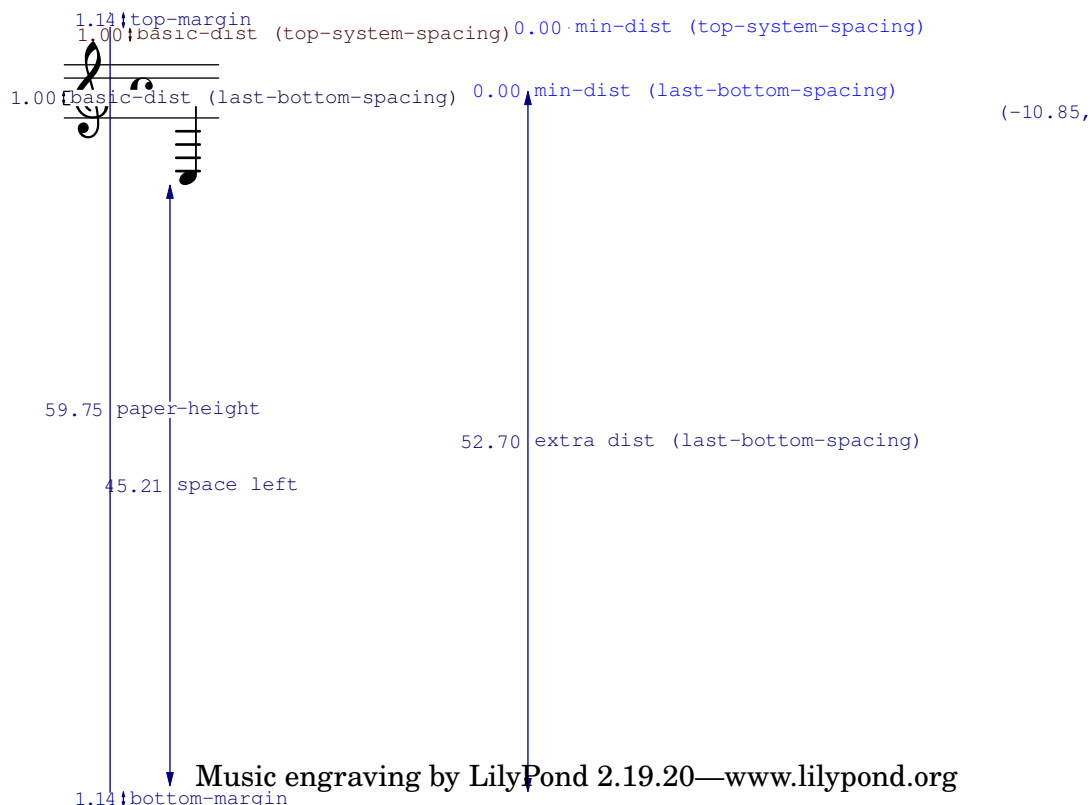 1.14 top-margin
1.00 basic-dist (top-system-spacing) 0.00 min-dist (top-system-spacing)
1.00 basic-dist (last-bottom-spacing) 0.00 min-dist (last-bottom-spacing)
(-10.85,
59.75 paper-height
52.70 extra dist (last-bottom-spacing)
45.21 space left
Music engraving by LilyPond 2.19.20—www.lilypond.org
1.14 bottom-margin